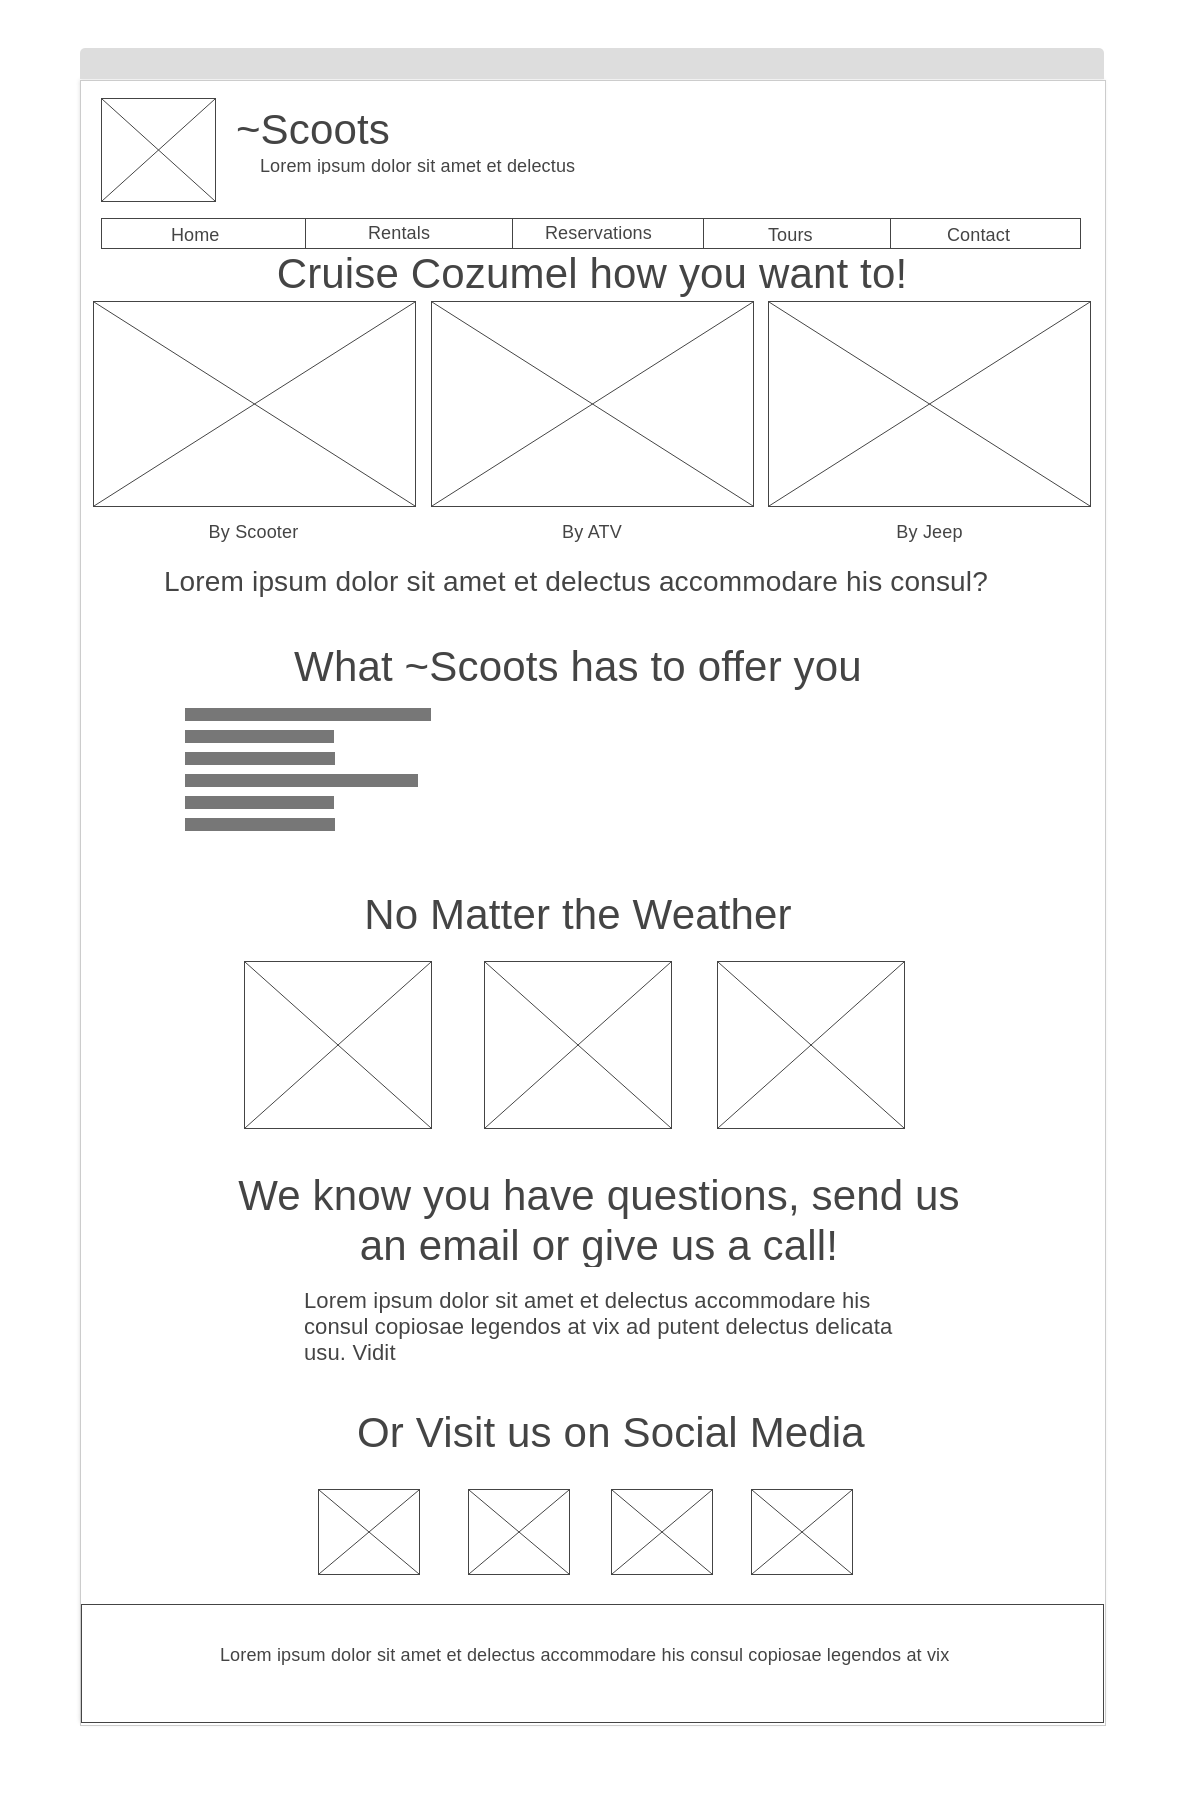 ~Scoots
Lorem ipsum dolor sit amet et delectus
Home Rentals Reservations Tours Contact
Cruise Cozumel how you want to!
By Scooter By ATV By Jeep
Lorem ipsum dolor sit amet et delectus accommodare his consul?
What ~Scoots has to offer you
No Matter the Weather
We know you have questions, send us
an email or give us a call!
Lorem ipsum dolor sit amet et delectus accommodare his
consul copiosae legendos at vix ad putent delectus delicata
usu. Vidit
Or Visit us on Social Media
Lorem ipsum dolor sit amet et delectus accommodare his consul copiosae legendos at vix